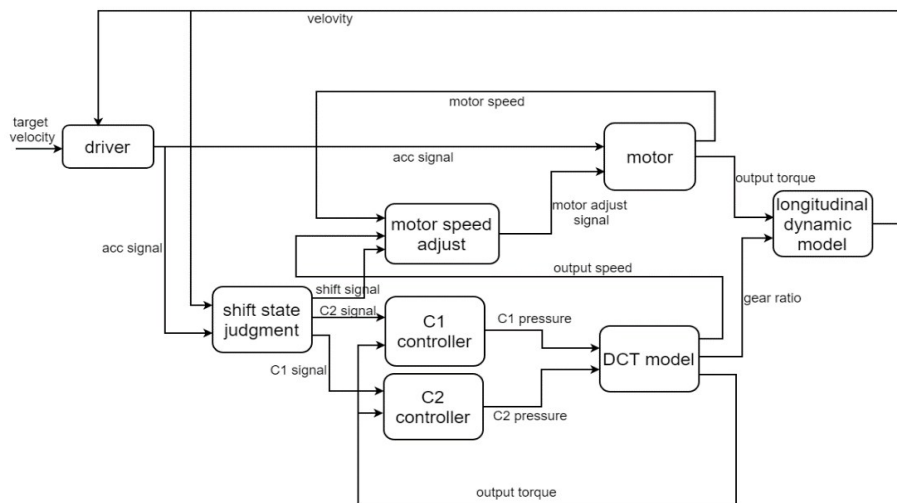 velovity
motor speed
target
velocity
driver
acc signal
motor
output torque
motor adjust
signal
longitudinal
dynamic
model
motor speed
adjust
acc signal
output speed
shift signal
gear ratio
shift state
judgment
C2 signal
C1
controller
C1 pressure
DCT model
C1 signal
C2
controller
C2 pressure
output torque